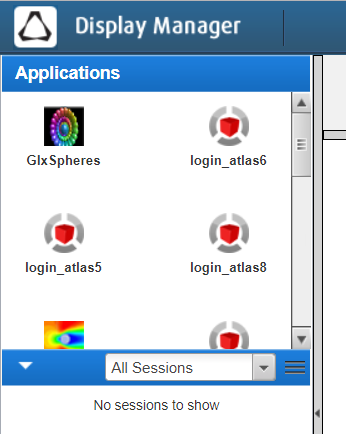 Display Manager
Applications
GlxSpheres
login_atlas6
login_atlas5
login_atlas8
All Sessions
No sessions to show